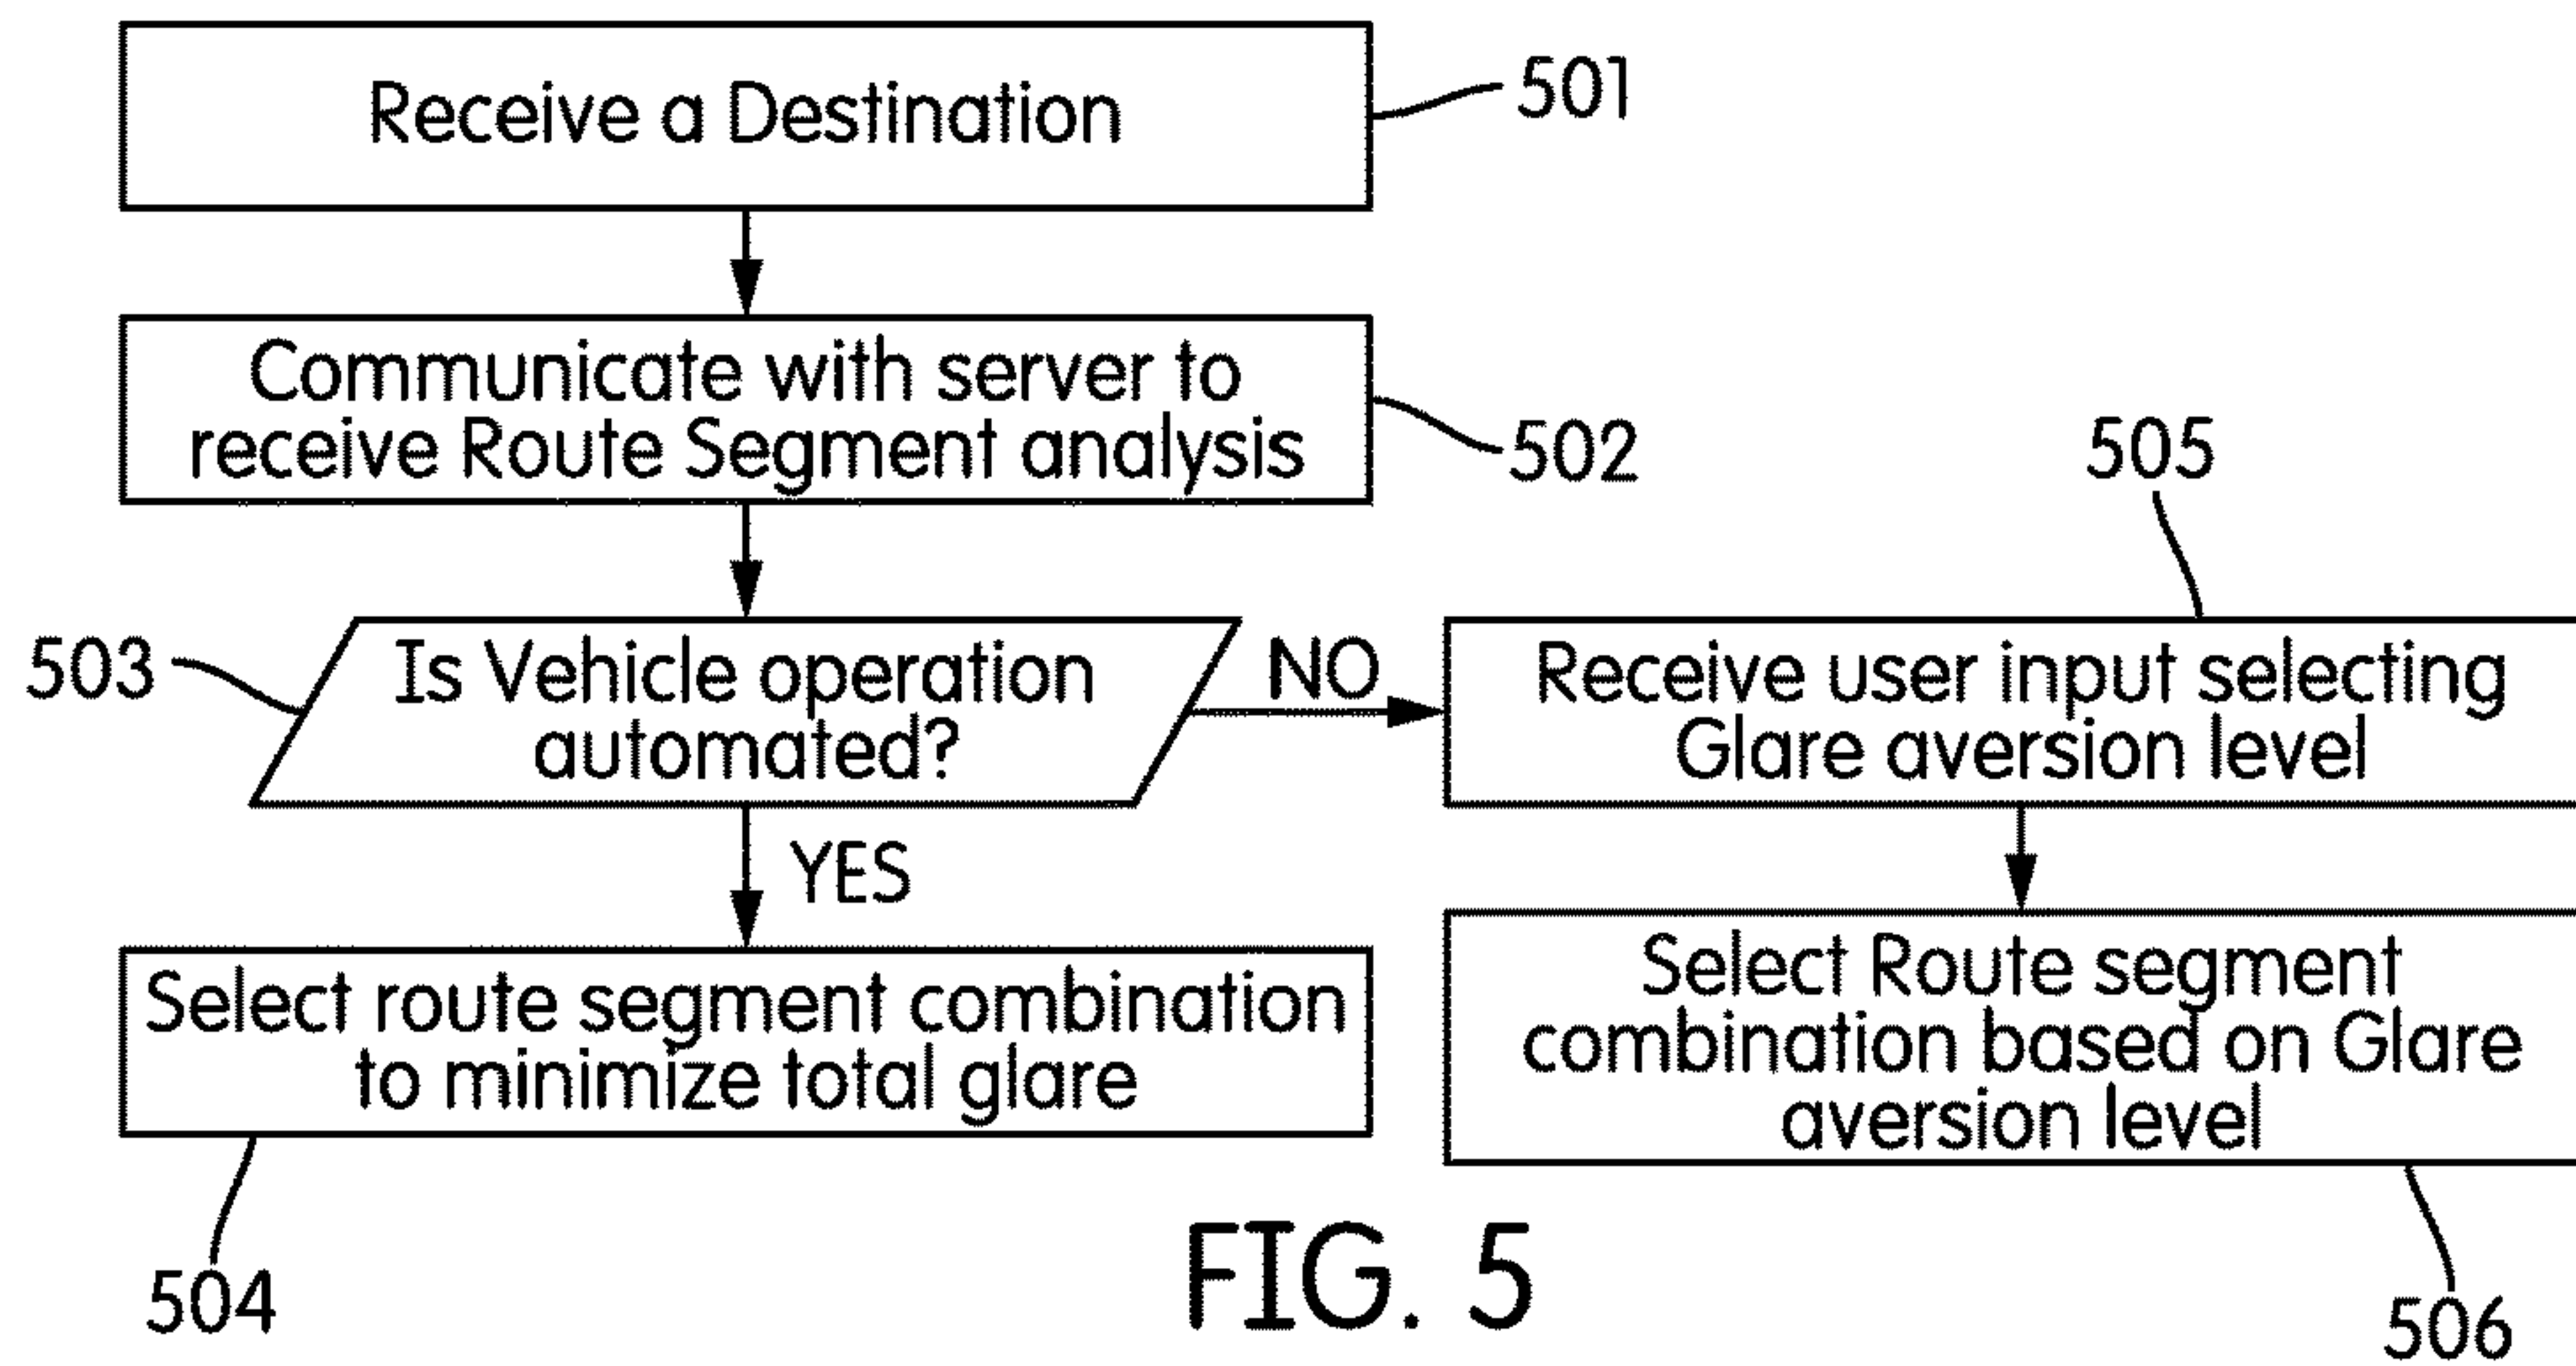 Receive a Destination
501
Communicate with server to
receive Route Segment analysis
502
503
Is Vehicle operation
automated?
NO
YES
505
Receive user input selecting
Glare aversion level
Select route segment combination
to minimize total glare
504
Select Route segment
combination based on Glare
aversion level
506
FIG. 5